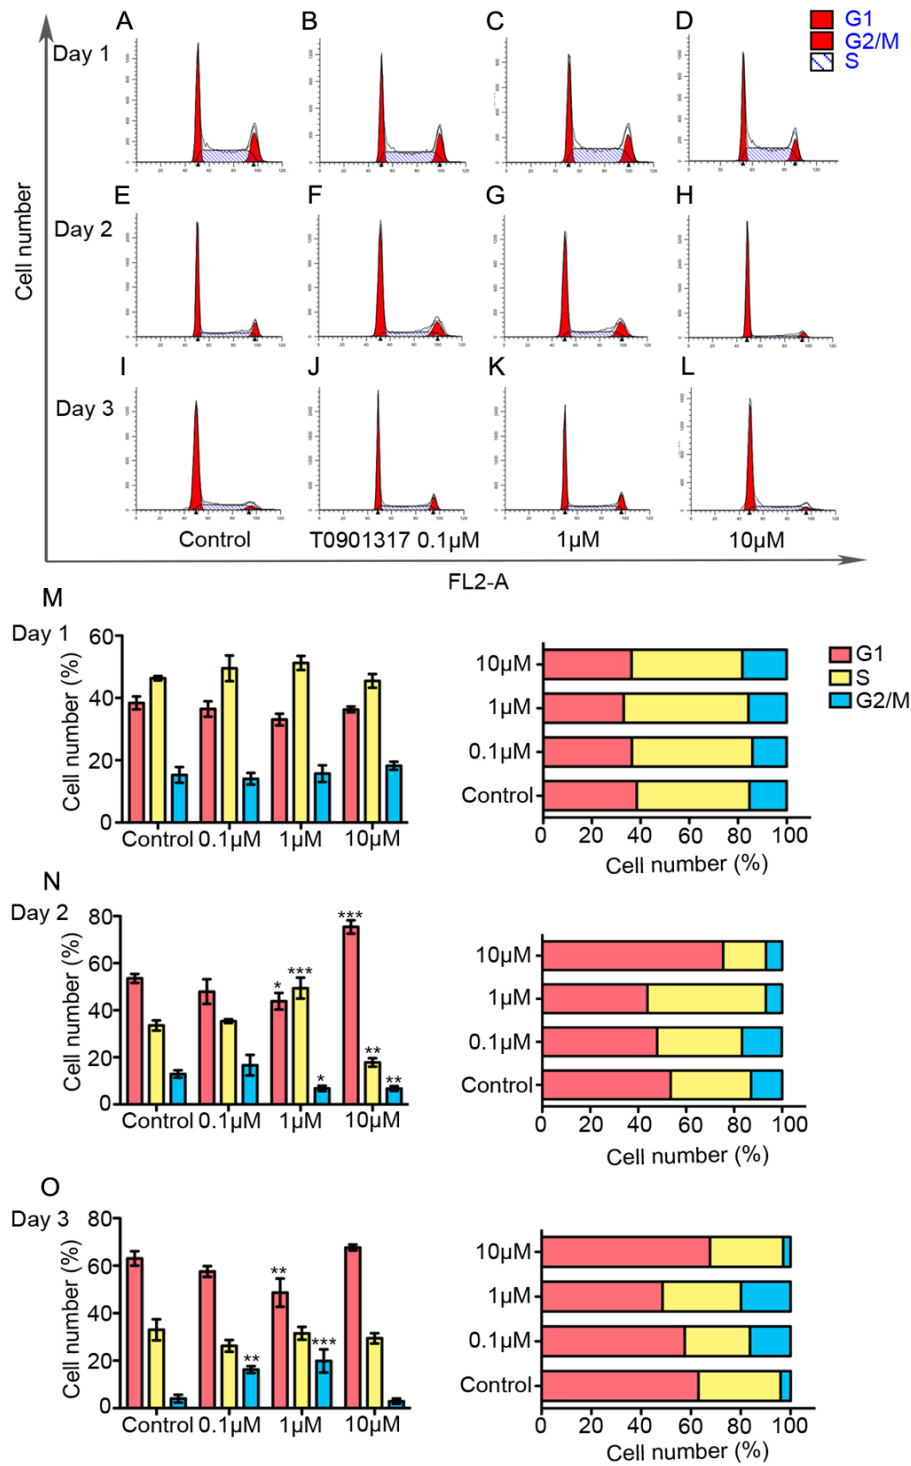 A B C D
G1
G2/M
S
Day 1
E F G H
Day 2
Cell number
I J K L
Day 3
Control T0901317 0.1µM 1µM 10µM
FL2-A
M
Day 1
Cell number (%)
60
40
20
0
Control 0.1µM 1µM 10µM
10µM
1µM
0.1µM
Control
0 20 40 60 80 100
Cell number (%)
G1
S
G2/M
N
Day 2
Cell number (%)
80
60
40
20
0
* *** * *** ** **
Control 0.1µM 1µM 10µM
10µM
1µM
0.1µM
Control
0 20 40 60 80 100
Cell number (%)
O
Day 3
Cell number (%)
80
60
40
20
0
** ** ***
Control 0.1µM 1µM 10µM
10µM
1µM
0.1µM
Control
0 20 40 60 80 100
Cell number (%)